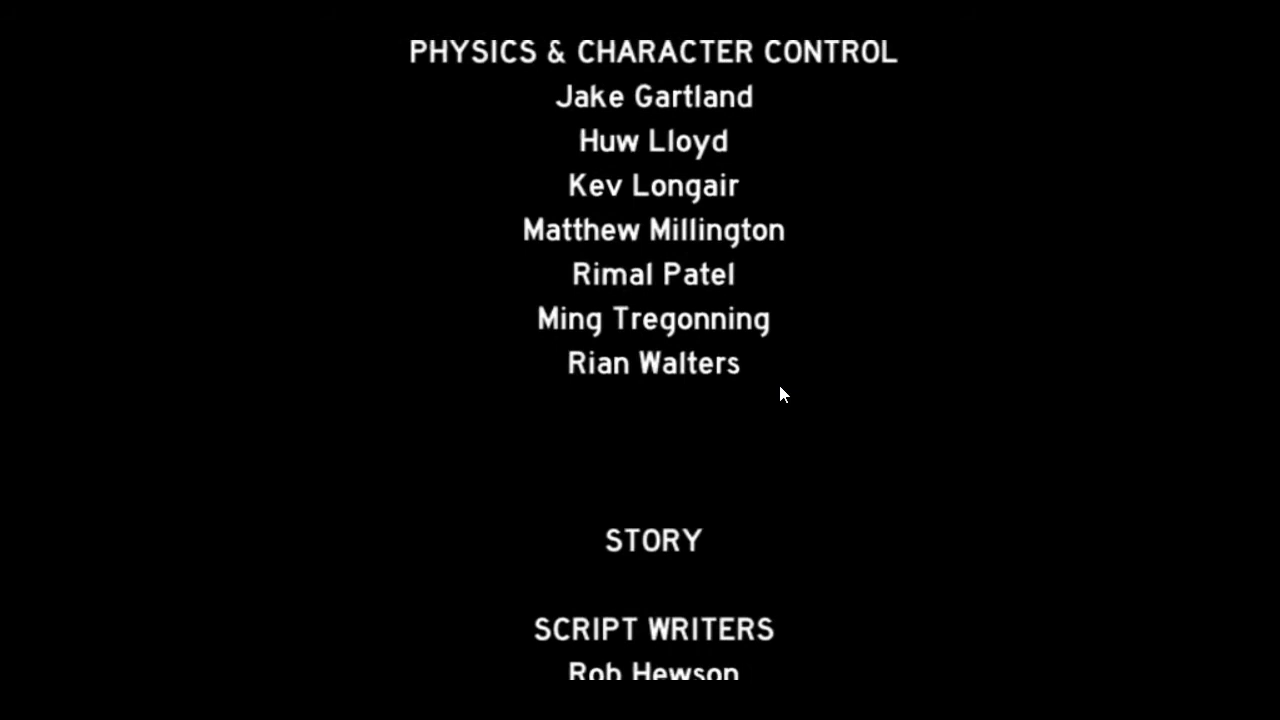 PHYSICS & CHARACTER CONTROL
Jake Gartland
Huw Lloyd
Kev Longair
Matthew Millington
Rimal Patel
Ming Tregonning
Rian Walters
STORY
SCRIPT WRITERS
Rob Hewson